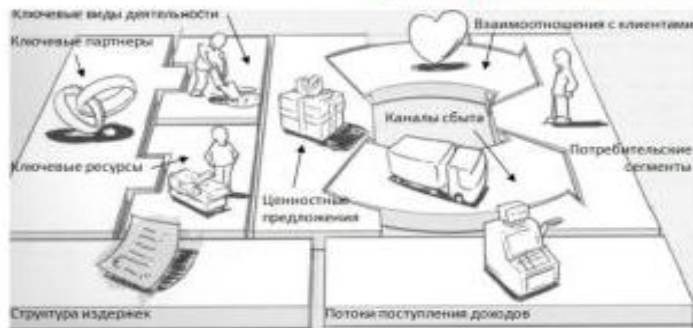 Ключевые виды деятельности
Ключевые партнеры
Взаимоотношения с клиентами
Каналы сбыта
Потребительские
сегменты
Ключевые ресурсы
Ценностные
предложения
Структура издержек
Потоки поступления доходов